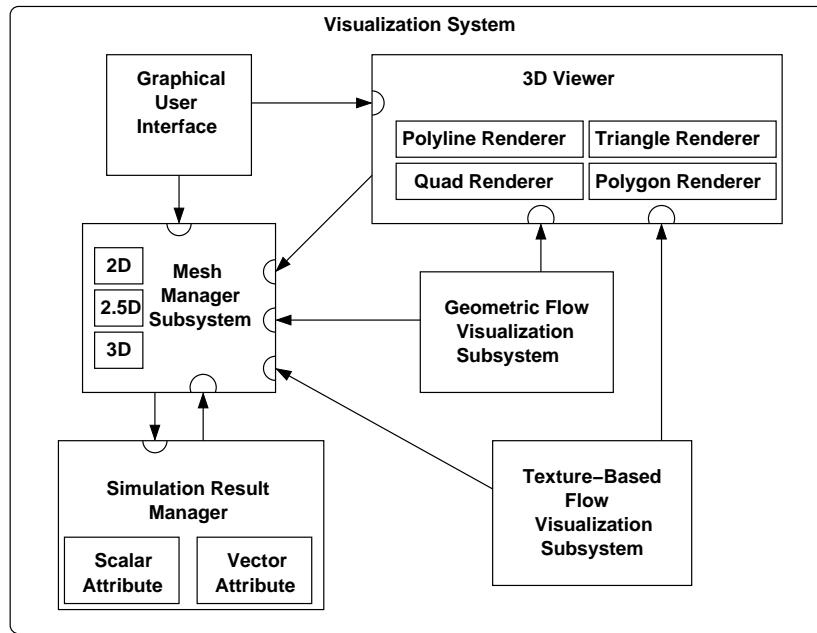 Visualization System
Graphical
User
Interface
3D Viewer
Polyline Renderer
Triangle Renderer
Quad Renderer
Polygon Renderer
2D
2.5D
3D
Mesh
Manager
Subsystem
Geometric Flow
Visualization
Subsystem
Simulation Result
Manager
Scalar
Attribute
Vector
Attribute
Texture−Based
Flow
Visualization
Subsystem